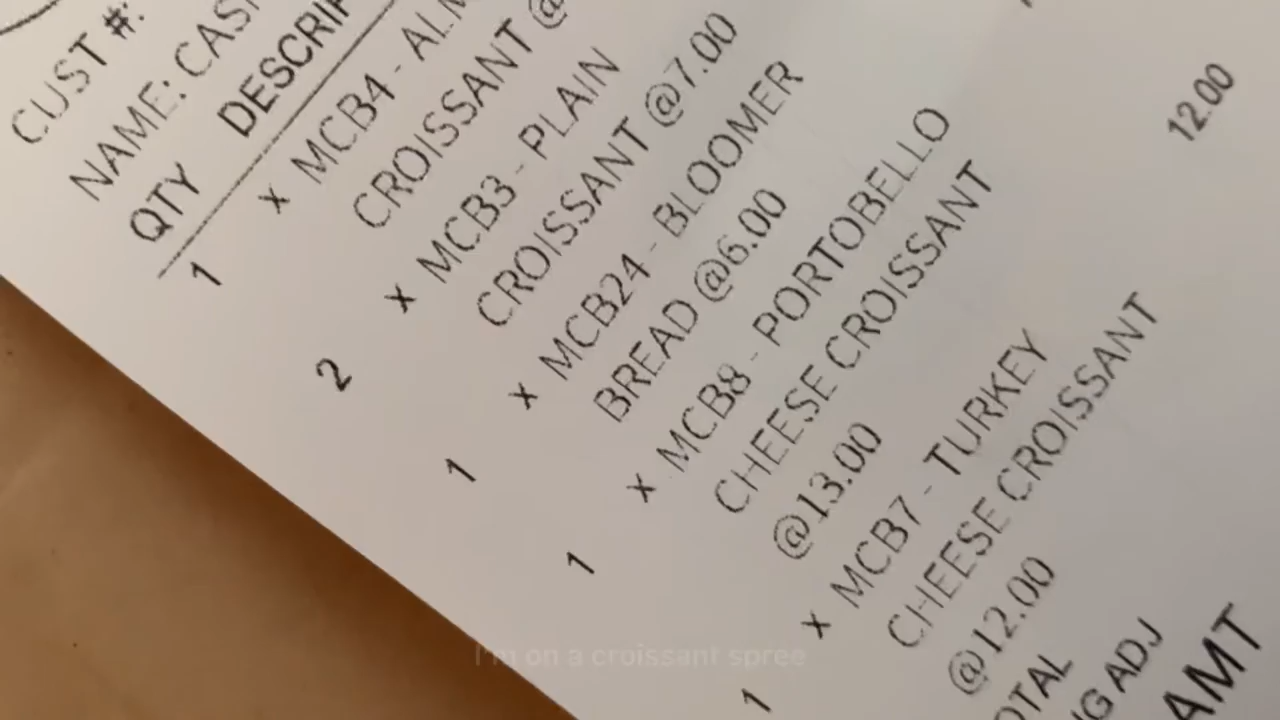 CUST #:
NAME: CAS
QTY DESCRIP
1 x MCB4 - ALM
CROISSANT @
2 x MCB3 - PLAIN
CROISSANT @7.00
1 x MCB24 - BLOOMER
BREAD @6.00
1 x MCB8 - PORTOBELLO
CHEESE CROISSANT
@13.00
1 x MCB7 - TURKEY
CHEESE CROISSANT
@12.00
12.00
OTAL
NG ADJ
AMT
I'm on a croissant spree